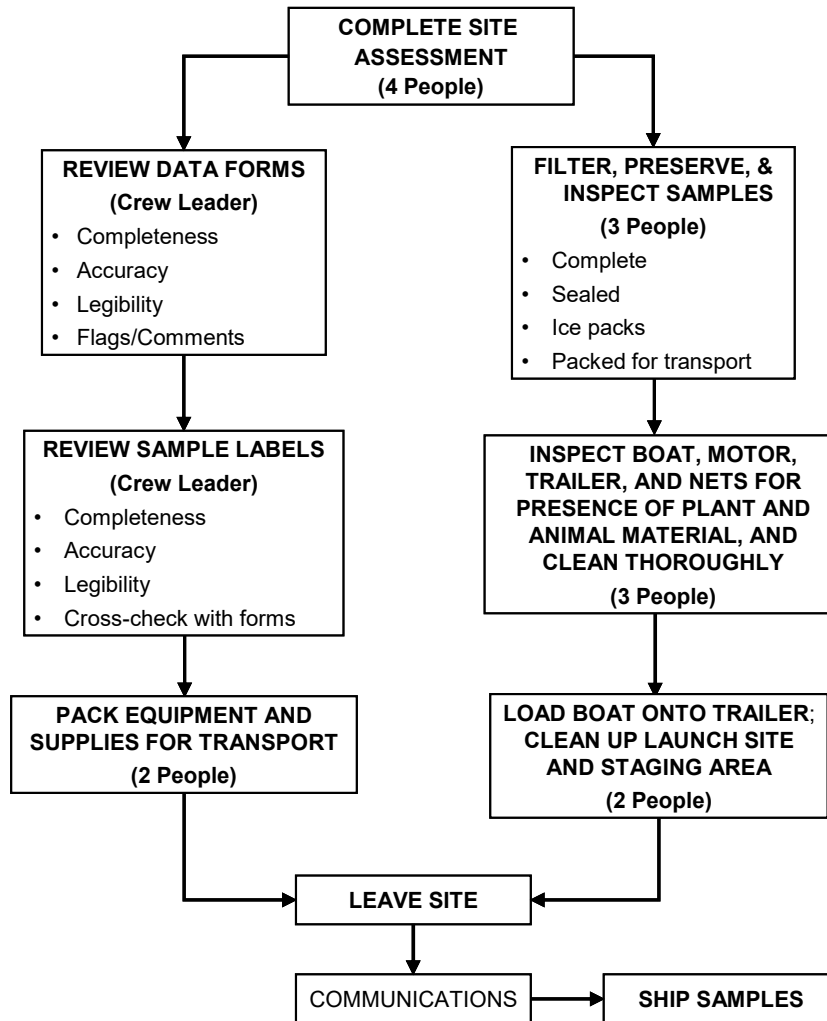 COMPLETE SITE
ASSESSMENT
(4 People)
REVIEW DATA FORMS
(Crew Leader)
• Completeness
• Accuracy
• Legibility
• Flags/Comments
FILTER, PRESERVE, &
INSPECT SAMPLES
(3 People)
• Complete
• Sealed
• Ice packs
• Packed for transport
REVIEW SAMPLE LABELS
(Crew Leader)
• Completeness
• Accuracy
• Legibility
• Cross-check with forms
INSPECT BOAT, MOTOR,
TRAILER, AND NETS FOR
PRESENCE OF PLANT AND
ANIMAL MATERIAL, AND
CLEAN THOROUGHLY
(3 People)
PACK EQUIPMENT AND
SUPPLIES FOR TRANSPORT
(2 People)
LOAD BOAT ONTO TRAILER;
CLEAN UP LAUNCH SITE
AND STAGING AREA
(2 People)
LEAVE SITE
COMMUNICATIONS
SHIP SAMPLES